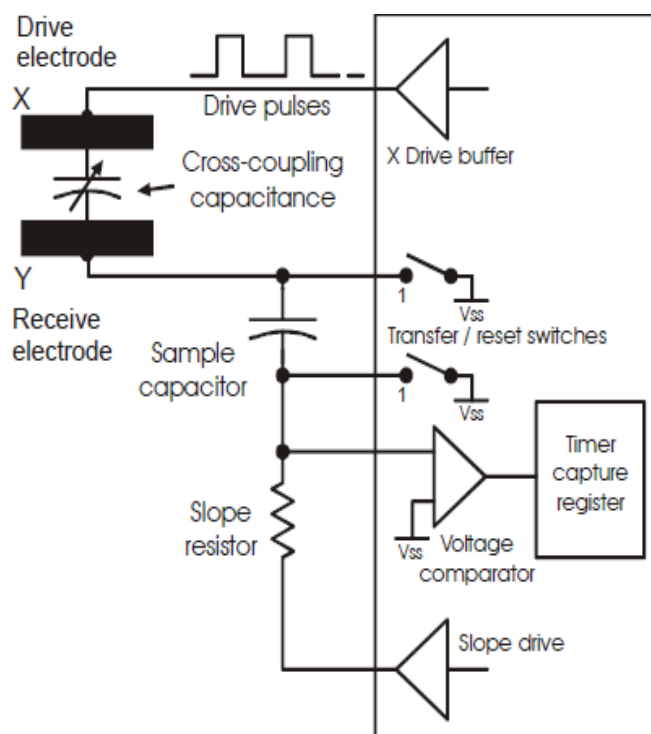 Drive
electrode
X
Drive pulses
X Drive buffer
Cross-coupling
capacitance
Y
Receive
electrode
1
Vss
Transfer / reset switches
Sample
capacitor
1
Vss
Timer
capture
register
Slope
resistor
Vss
Voltage
comparator
Slope drive